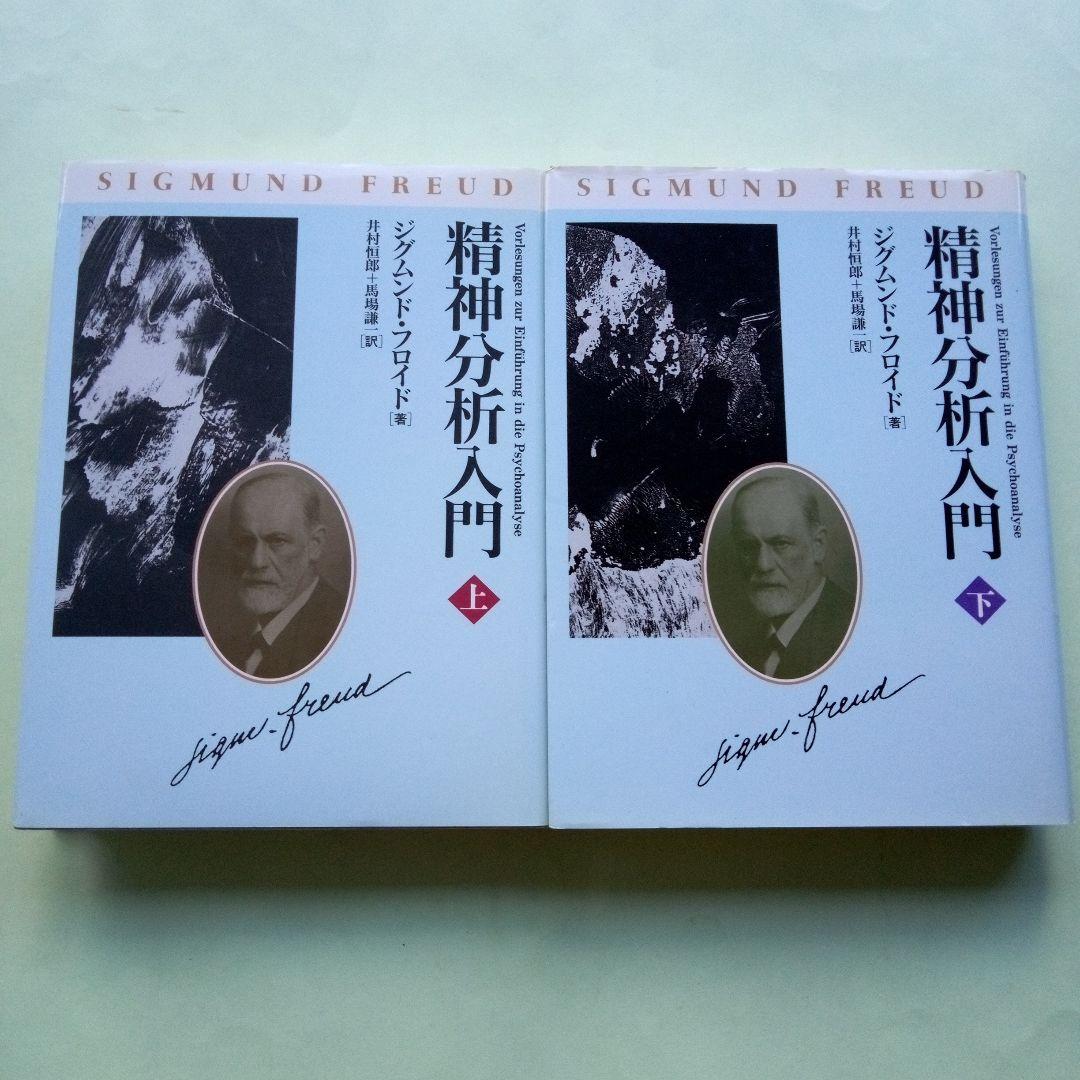 SIGMUND FREUD
精神分析入門
上
Vorlesungen zur Einführung in die Psychoanalyse
ジグムンド・フロイド[著]
井村恒郎+馬場謙一[訳]
Sigm. Freud
SIGMUND FREUD
精神分析入門
下
Vorlesungen zur Einführung in die Psychoanalyse
ジグムンド・フロイド[著]
井村恒郎+馬場謙一[訳]
Sigm. Freud